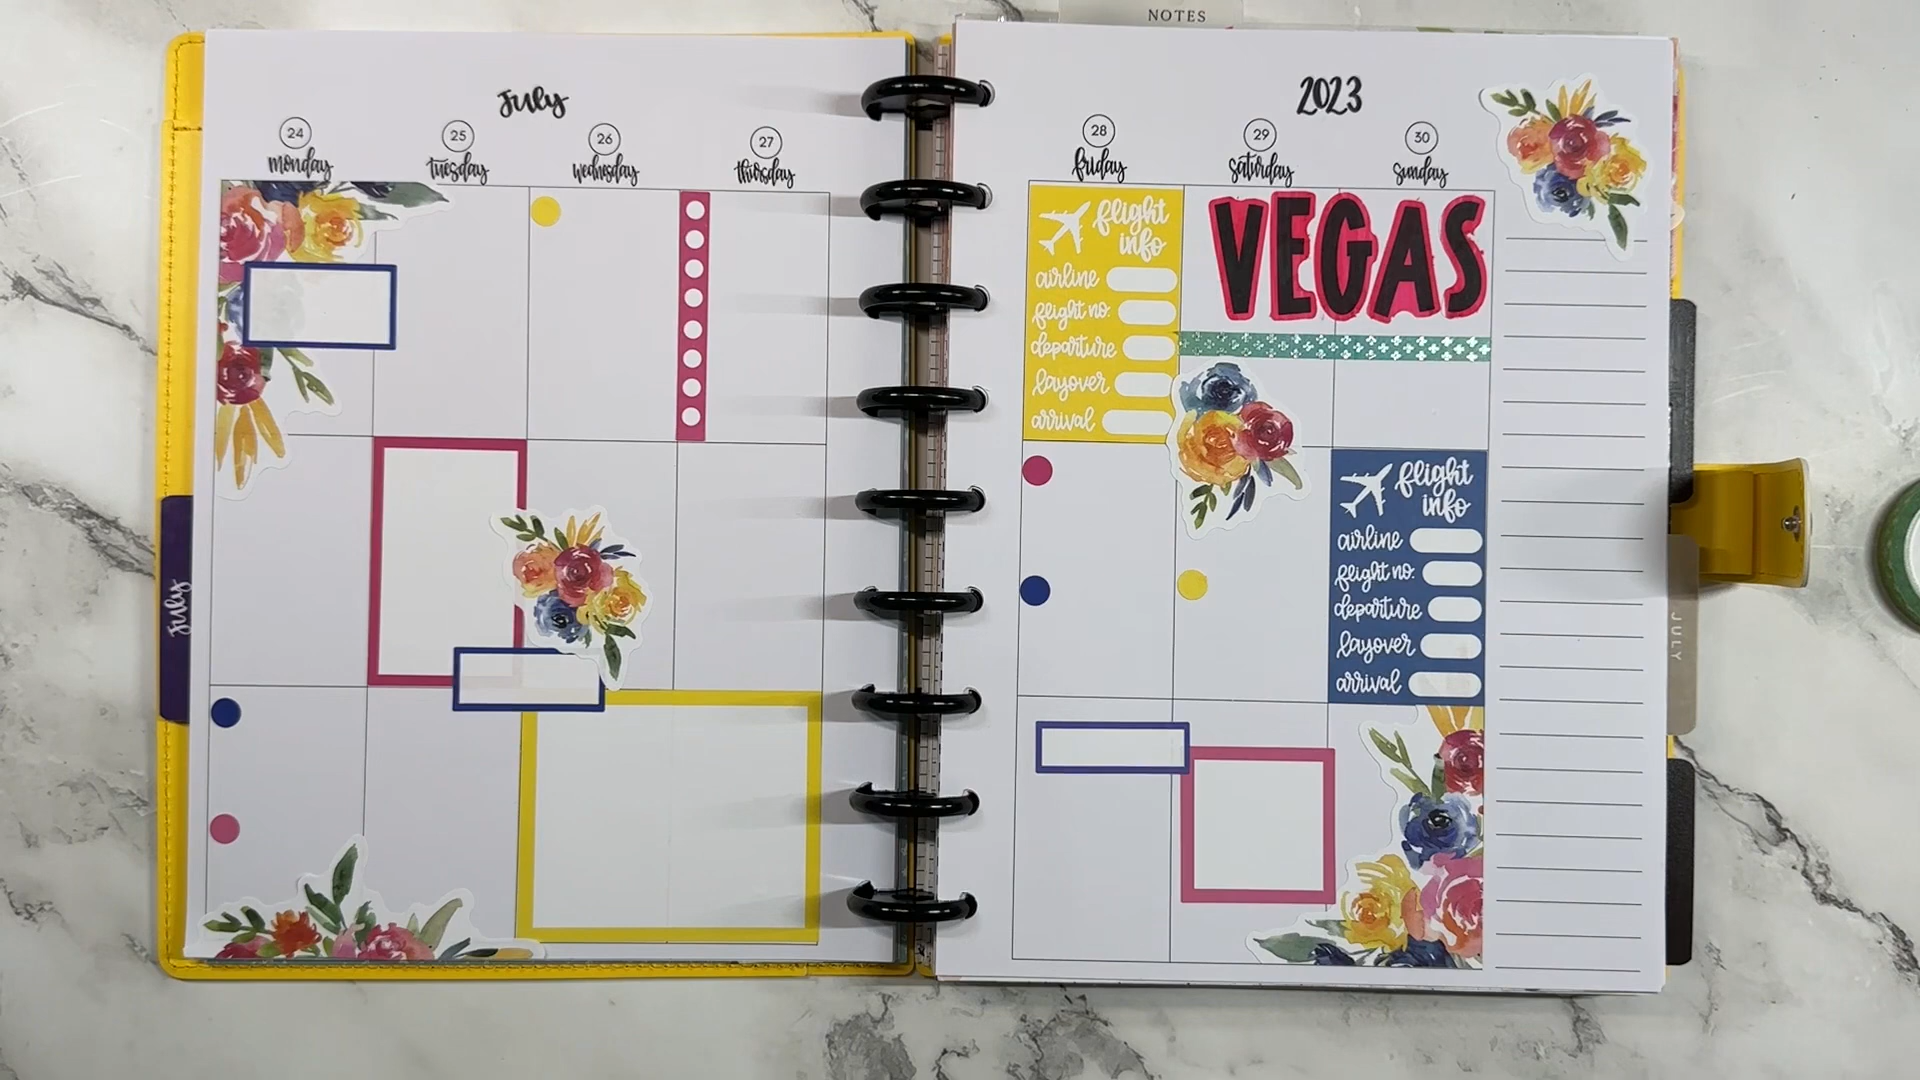 NOTES
July
2023
24
25
26
27
28
29
30
monday
tuesday
wednesday
thursday
friday
saturday
sunday
flight
info
airline
flight no.
departure
layover
arrival
VEGAS
flight
info
airline
flight no.
departure
layover
arrival
July
JULY